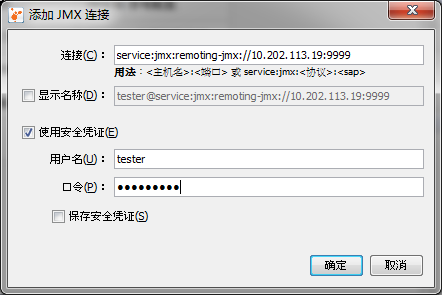 添加 JMX 连接
连接(C)： service:jmx:remoting-jmx://10.202.113.19:9999
用法：<主机名>:<端口> 或 service:jmx:<协议>:<sap>
显示名称(D)： tester@service:jmx:remoting-jmx://10.202.113.19:9999
使用安全凭证(E)
用户名(U)： tester
口令(P)： ●●●●●●●●●
保存安全凭证(S)
确定 取消